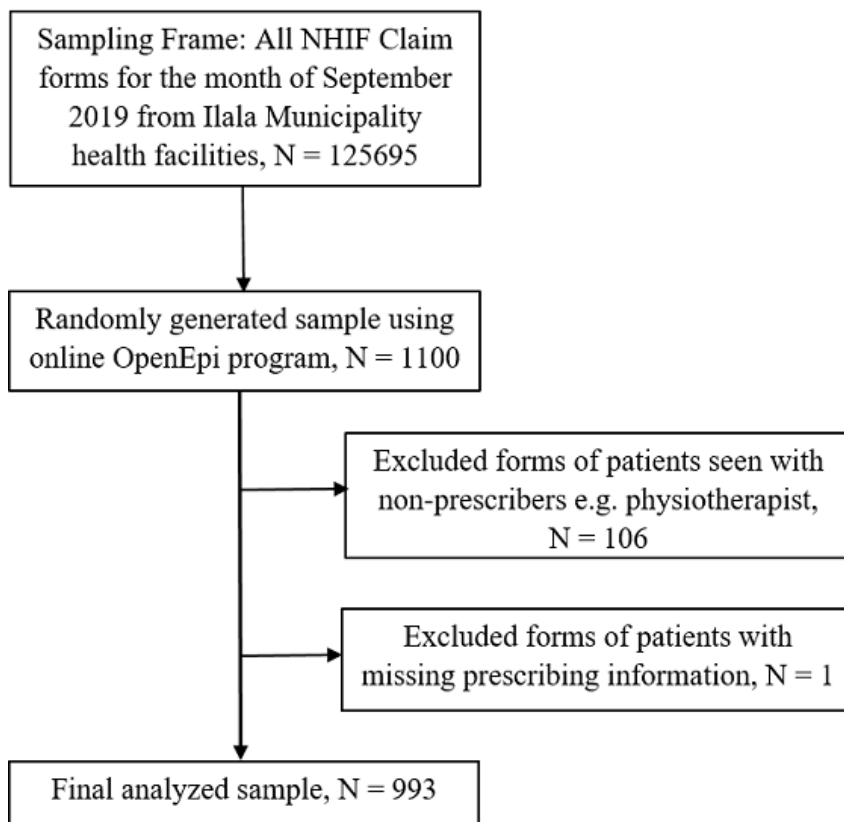 Sampling Frame: All NHIF Claim
forms for the month of September
2019 from Ilala Municipality
health facilities, N = 125695
Randomly generated sample using
online OpenEpi program, N = 1100
Excluded forms of patients seen with
non-prescribers e.g. physiotherapist,
N = 106
Excluded forms of patients with
missing prescribing information, N = 1
Final analyzed sample, N = 993